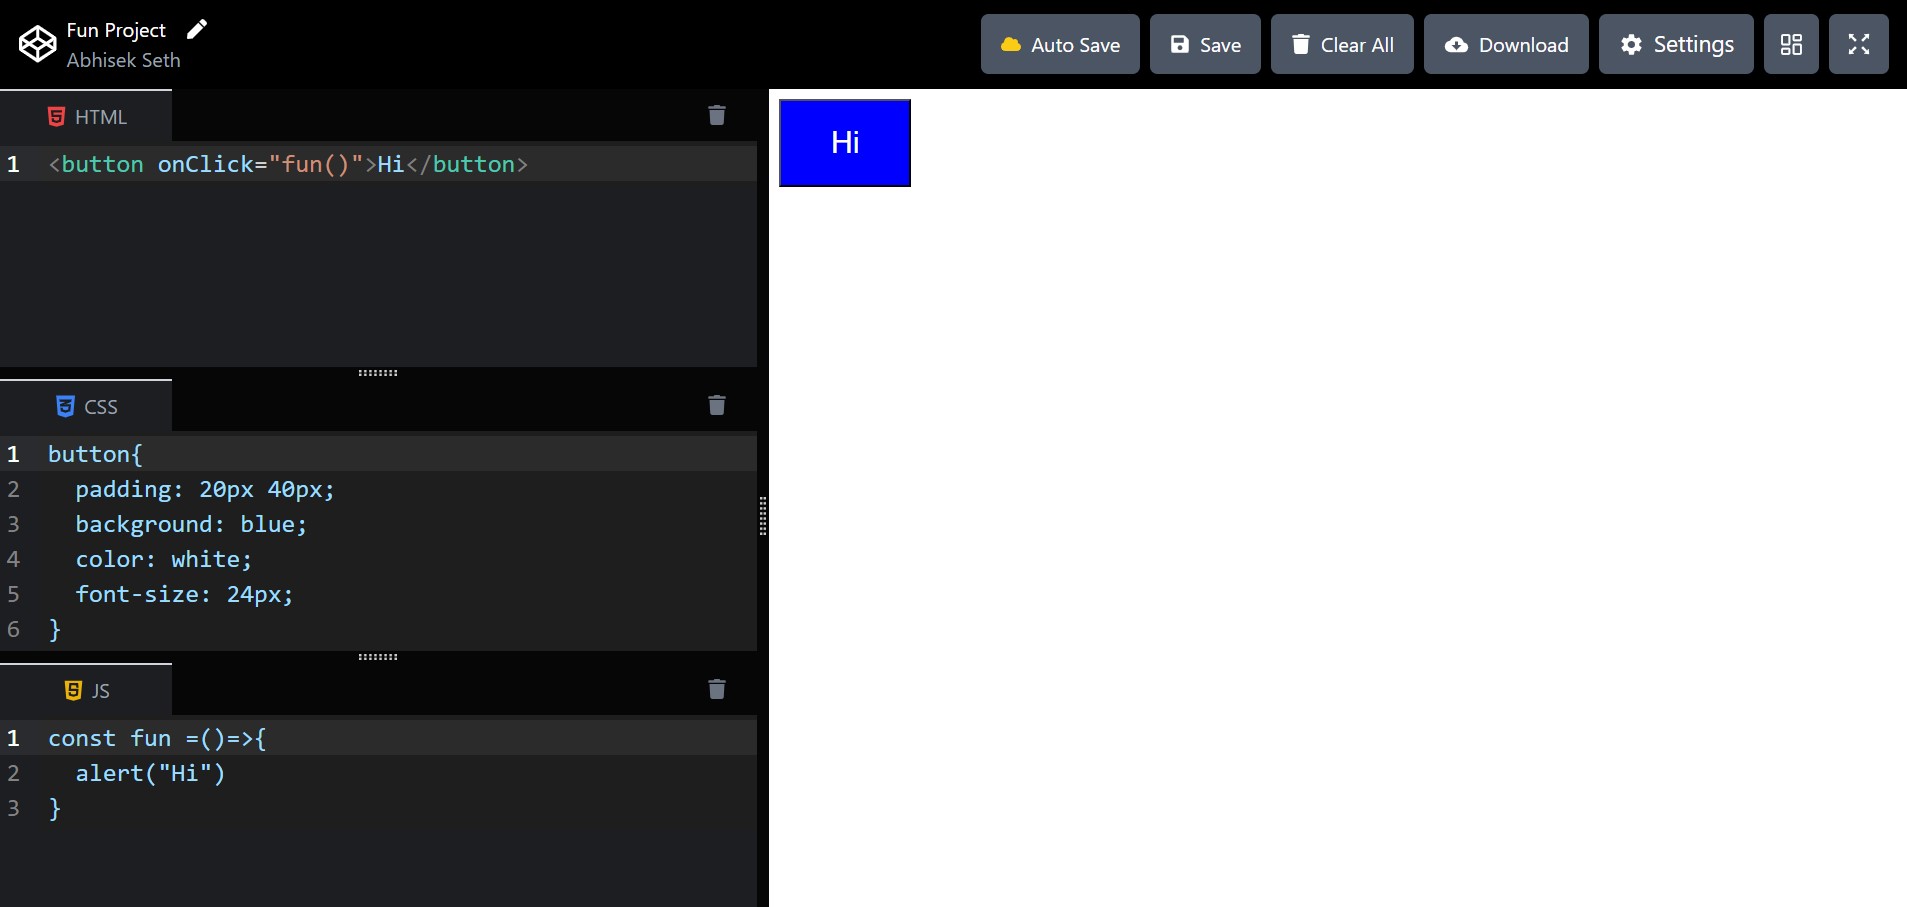 Fun Project
Abhisek Seth
Auto Save
Save
Clear All
Download
Settings
HTML
1 <button onClick="fun()">Hi</button>
CSS
1 button{
2 padding: 20px 40px;
3 background: blue;
4 color: white;
5 font-size: 24px;
6 }
JS
1 const fun =()=>{
2 alert("Hi")
3 }
Hi